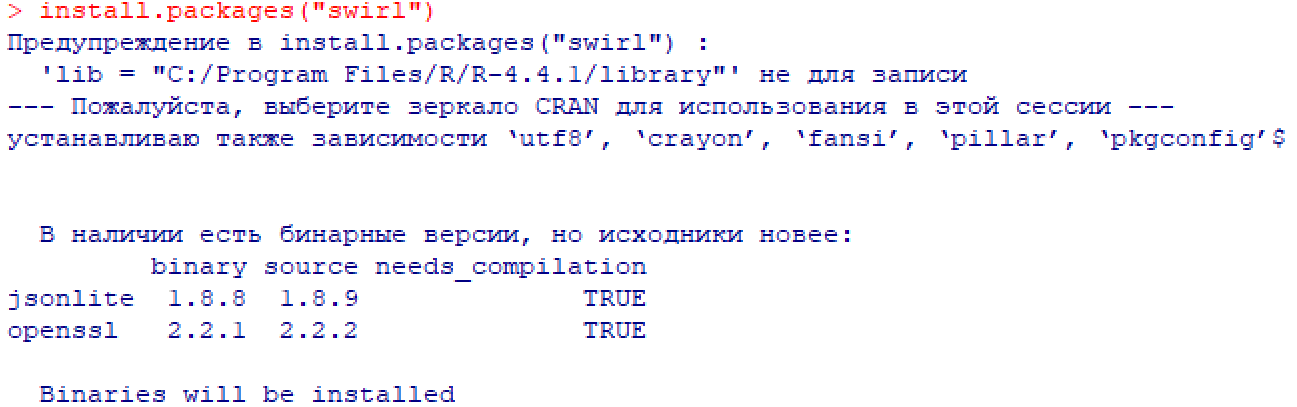 > install.packages("swirl")
Предупреждение в install.packages("swirl") :
  'lib = "C:/Program Files/R/R-4.4.1/library"' не для записи
--- Пожалуйста, выберите зеркало CRAN для использования в этой сессии ---
устанавливаю также зависимости ‘utf8’, ‘crayon’, ‘fansi’, ‘pillar’, ‘pkgconfig’$
  В наличии есть бинарные версии, но исходники новее:
         binary source needs_compilation
jsonlite  1.8.8  1.8.9              TRUE
openssl   2.2.1  2.2.2              TRUE
  Binaries will be installed